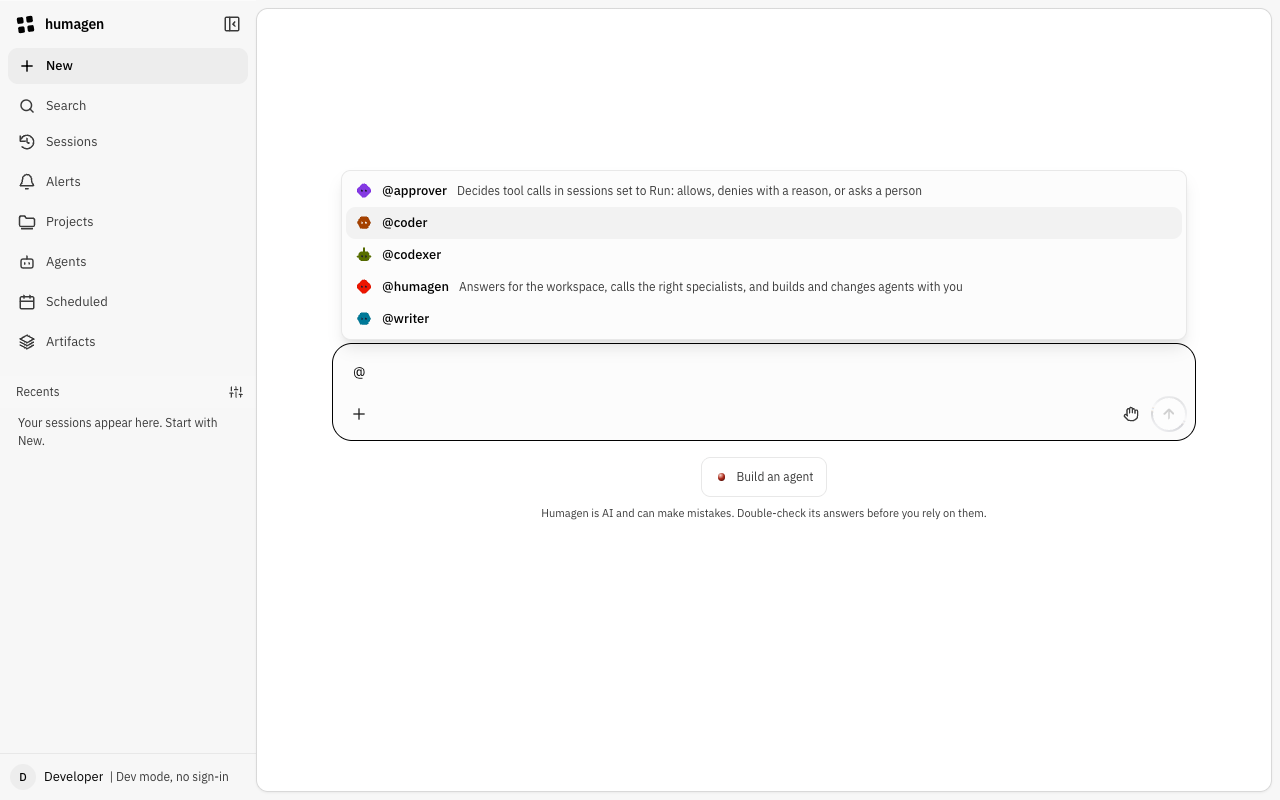 humagen
New
Search
Sessions
Alerts
Projects
Agents
Scheduled
Artifacts
Recents
Your sessions appear here. Start with
New.
D Developer | Dev mode, no sign-in
@approver Decides tool calls in sessions set to Run: allows, denies with a reason, or asks a person
@coder
@codexer
@humagen Answers for the workspace, calls the right specialists, and builds and changes agents with you
@writer
@
Build an agent
Humagen is AI and can make mistakes. Double-check its answers before you rely on them.